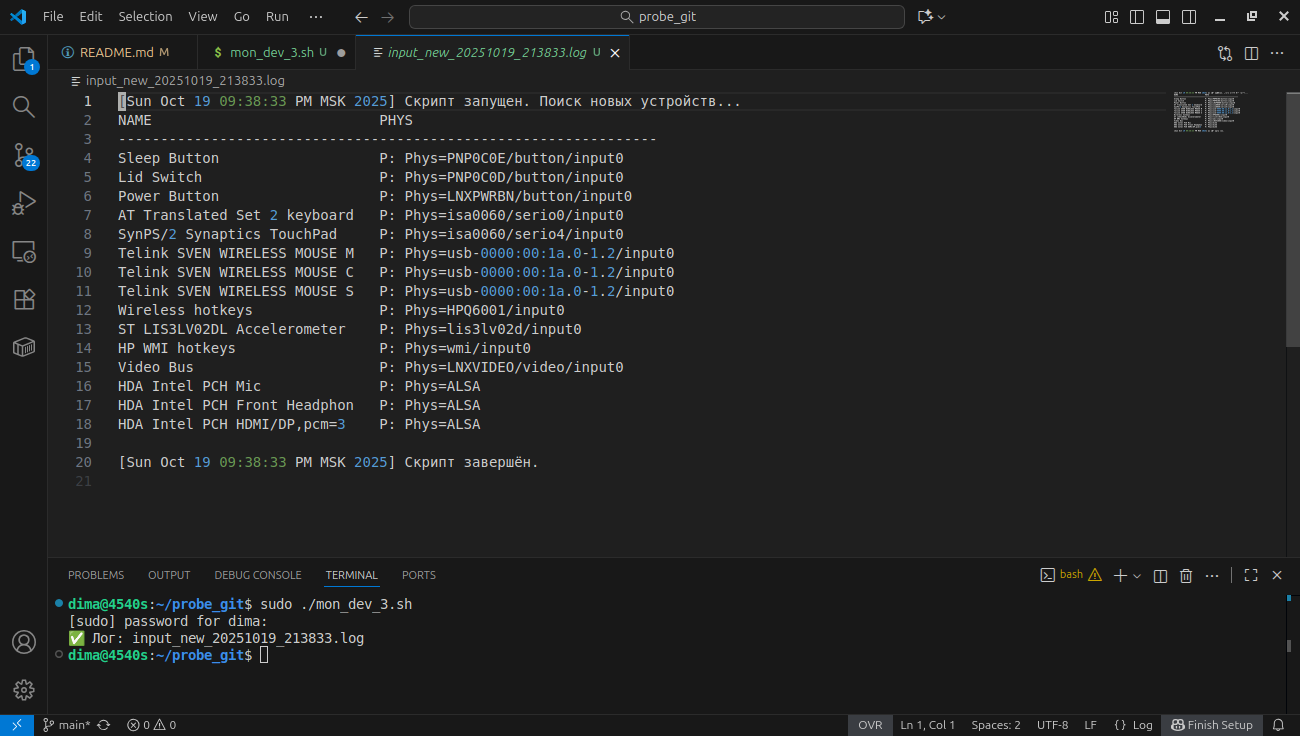 File Edit Selection View Go Run ··· probe_git
README.md M mon_dev_3.sh U input_new_20251019_213833.log U
input_new_20251019_213833.log
1 [Sun Oct 19 09:38:33 PM MSK 2025] Скрипт запущен. Поиск новых устройств...
2 NAME PHYS
3 ----------------------------------------------------------------
4 Sleep Button P: Phys=PNP0C0E/button/input0
5 Lid Switch P: Phys=PNP0C0D/button/input0
6 Power Button P: Phys=LNXPWRBN/button/input0
7 AT Translated Set 2 keyboard P: Phys=isa0060/serio0/input0
8 SynPS/2 Synaptics TouchPad P: Phys=isa0060/serio4/input0
9 Telink SVEN WIRELESS MOUSE M P: Phys=usb-0000:00:1a.0-1.2/input0
10 Telink SVEN WIRELESS MOUSE C P: Phys=usb-0000:00:1a.0-1.2/input0
11 Telink SVEN WIRELESS MOUSE S P: Phys=usb-0000:00:1a.0-1.2/input0
12 Wireless hotkeys P: Phys=HPQ6001/input0
13 ST LIS3LV02DL Accelerometer P: Phys=lis3lv02d/input0
14 HP WMI hotkeys P: Phys=wmi/input0
15 Video Bus P: Phys=LNXVIDEO/video/input0
16 HDA Intel PCH Mic P: Phys=ALSA
17 HDA Intel PCH Front Headphon P: Phys=ALSA
18 HDA Intel PCH HDMI/DP,pcm=3 P: Phys=ALSA
19
20 [Sun Oct 19 09:38:33 PM MSK 2025] Скрипт завершён.
21
1
22
PROBLEMS OUTPUT DEBUG CONSOLE TERMINAL PORTS bash
dima@4540s:~/probe_git$ sudo ./mon_dev_3.sh
[sudo] password for dima:
✅ Лог: input_new_20251019_213833.log
dima@4540s:~/probe_git$
main* 0 0 OVR Ln 1, Col 1 Spaces: 2 UTF-8 LF { } Log Finish Setup